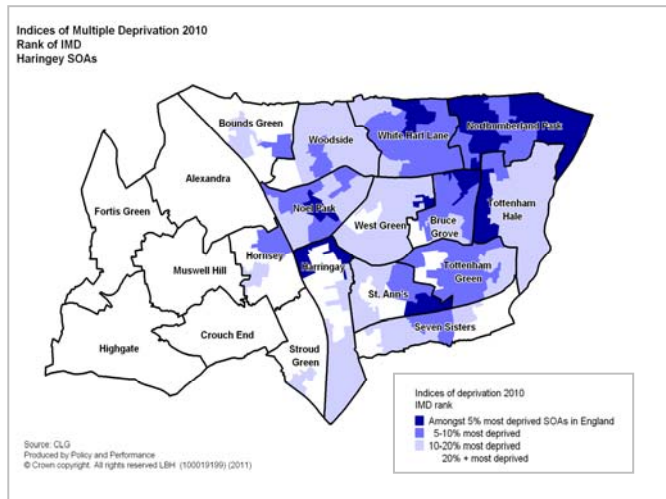 Indices of Multiple Deprivation 2010
Rank of IMD
Haringey SOAs
Bounds Green
Woodside
White Hart Lane
Northumberland Park
Alexandra
Fortis Green
Noel Park
West Green
Bruce
Grove
Tottenham
Hale
Hornsey
Harringay
Muswell Hill
Tottenham
Green
St. Ann's
Crouch End
Seven Sisters
Highgate
Stroud
Green
Indices of deprivation 2010
IMD rank
Amongst 5% most deprived SOAs in England
5-10% most deprived
10-20% most deprived
20% + most deprived
Source: CLG
Produced by Policy and Performance
© Crown copyright. All rights reserved LBH (100019199) (2011)